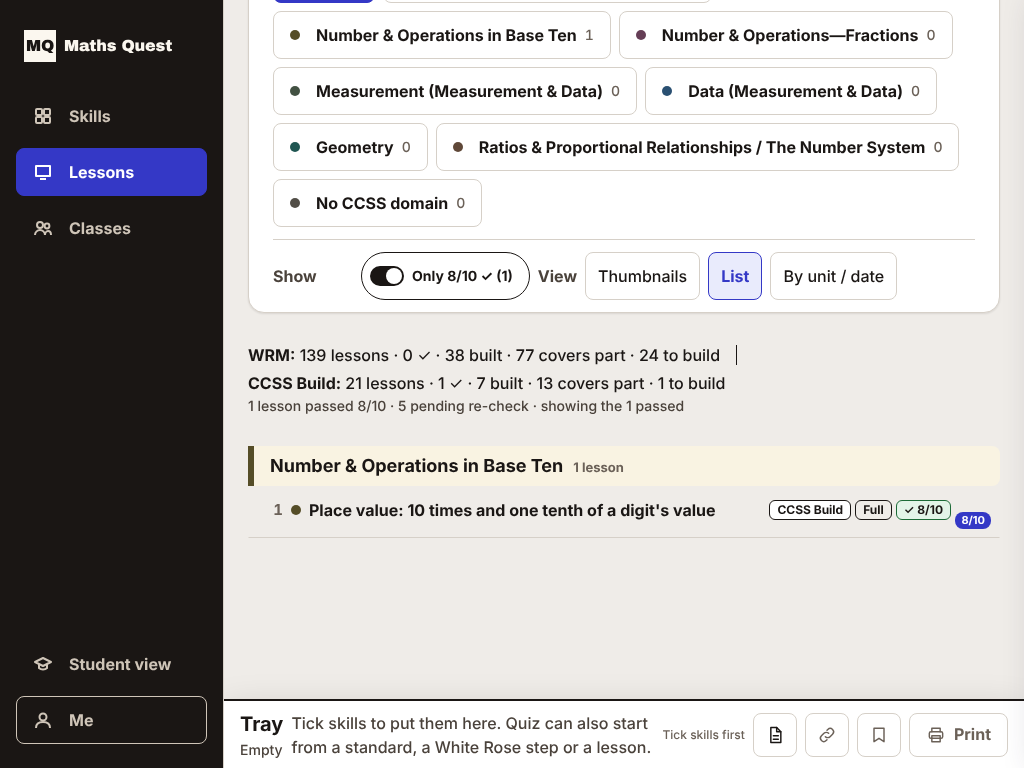 MQ Maths Quest
Skills
Lessons
Classes
Student view
Me
Number & Operations in Base Ten 1
Number & Operations—Fractions 0
Measurement (Measurement & Data) 0
Data (Measurement & Data) 0
Geometry 0
Ratios & Proportional Relationships / The Number System 0
No CCSS domain 0
Show
Only 8/10 ✓ (1)
View
Thumbnails
List
By unit / date
WRM: 139 lessons · 0 ✓ · 38 built · 77 covers part · 24 to build
CCSS Build: 21 lessons · 1 ✓ · 7 built · 13 covers part · 1 to build
1 lesson passed 8/10 · 5 pending re-check · showing the 1 passed
Number & Operations in Base Ten 1 lesson
1 Place value: 10 times and one tenth of a digit's value
CCSS Build
Full
✓ 8/10
8/10
Tray
Empty
Tick skills to put them here. Quiz can also start
from a standard, a White Rose step or a lesson.
Tick skills first
Print